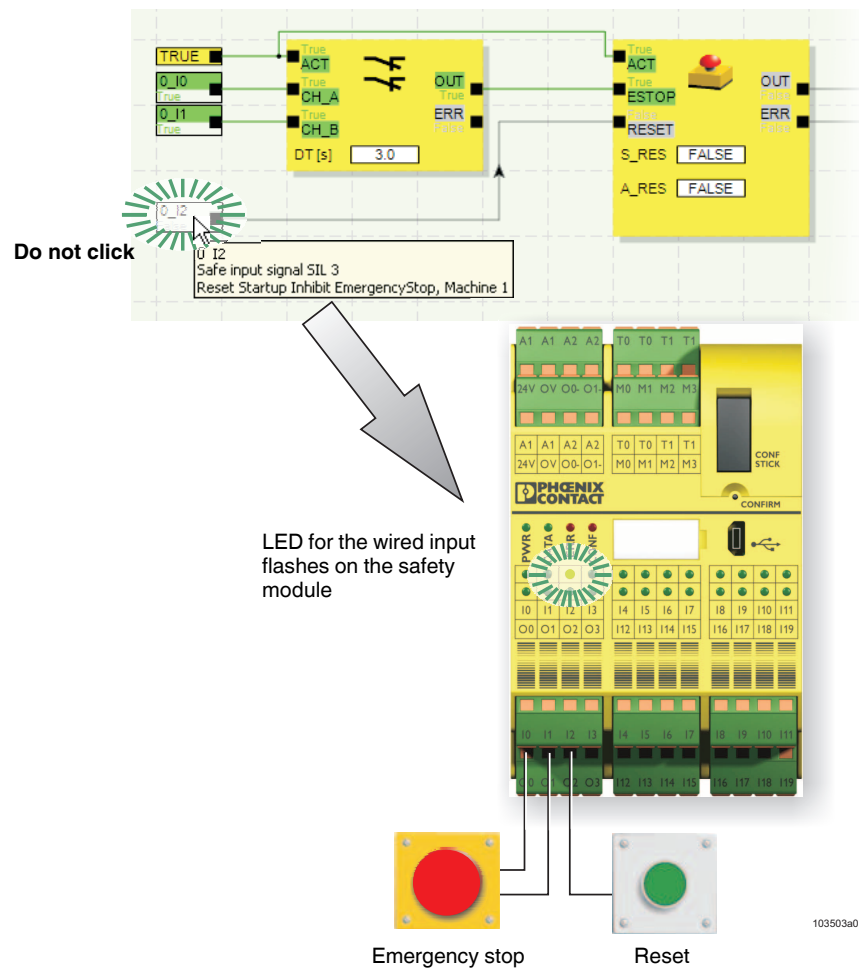 TRUE
True
ACT
True
ACT
0_I0
True
True
CH_A
OUT
True
True
ESTOP
OUT
False
0_I1
True
True
CH_B
ERR
False
False
RESET
ERR
False
DT [s] 3.0
S_RES FALSE
A_RES FALSE
0_I2
Do not click
0_I2
Safe input signal SIL 3
Reset Startup Inhibit EmergencyStop, Machine 1
A1 A1 A2 A2 T0 T0 T1 T1
24V 0V O0- O1- M0 M1 M2 M3
A1 A1 A2 A2 T0 T0 T1 T1
24V 0V O0- O1- M0 M1 M2 M3
CONF
STICK
PHŒNIX
CONTACT
CONFIRM
LED for the wired input
flashes on the safety
module
PWR
I0 I1 I2 I3 I4 I5 I6 I7 I8 I9 I10 I11
O0 O1 O2 O3 I12 I13 I14 I15 I16 I17 I18 I19
I0 I1 I2 I3 I4 I5 I6 I7 I8 I9 I10 I11
O0 O1 O2 O3 I12 I13 I14 I15 I16 I17 I18 I19
Emergency stop
Reset
103503a0